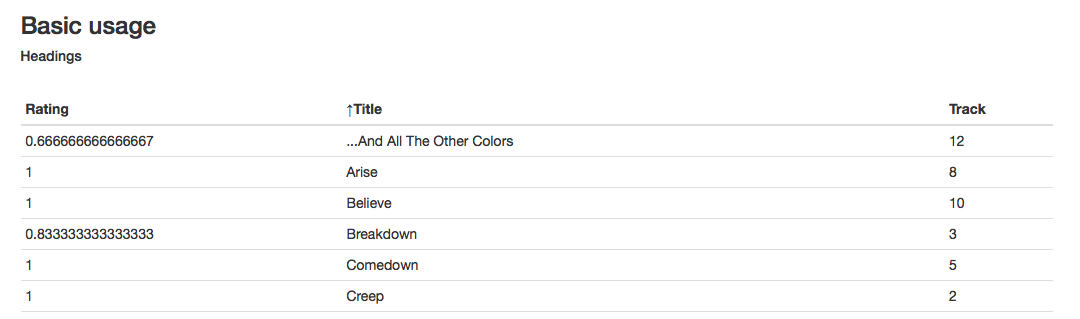 Basic usage
Headings
Rating ↑Title Track
0.666666666666667 ...And All The Other Colors 12
1 Arise 8
1 Believe 10
0.833333333333333 Breakdown 3
1 Comedown 5
1 Creep 2